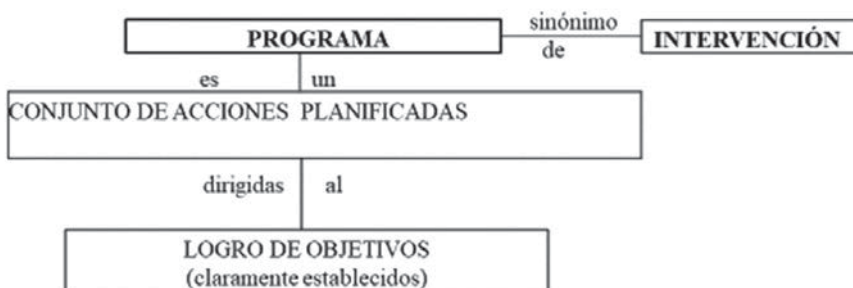 PROGRAMA
sinónimo
de
INTERVENCIÓN
es un
CONJUNTO DE ACCIONES PLANIFICADAS
dirigidas al
LOGRO DE OBJETIVOS
(claramente establecidos)